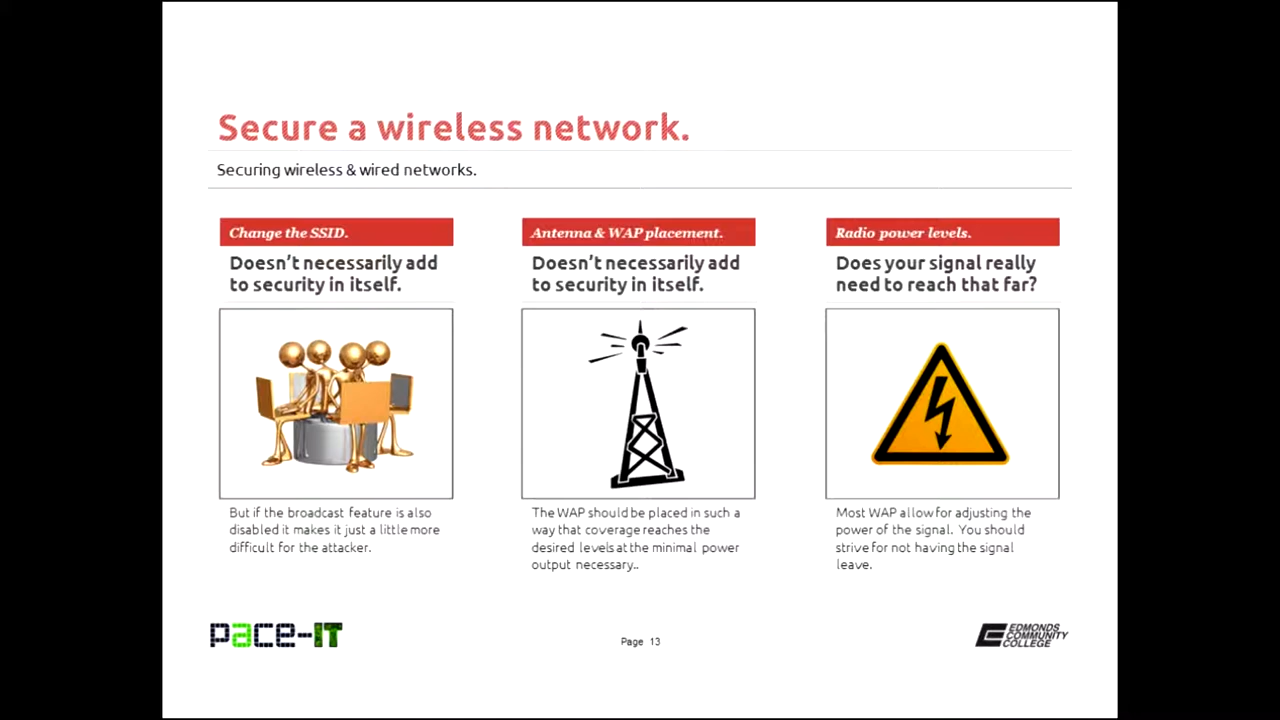 Secure a wireless network.
Securing wireless & wired networks.
Change the SSID.
Doesn't necessarily add
to security in itself.
But if the broadcast feature is also
disabled it makes it just a little more
difficult for the attacker.
Antenna & WAP placement.
Doesn't necessarily add
to security in itself.
The WAP should be placed in such a
way that coverage reaches the
desired levels at the minimal power
output necessary..
Radio power levels.
Does your signal really
need to reach that far?
Most WAP allow for adjusting the
power of the signal. You should
strive for not having the signal
leave.
pace-IT
Page 13
EDMONDS
COMMUNITY
COLLEGE